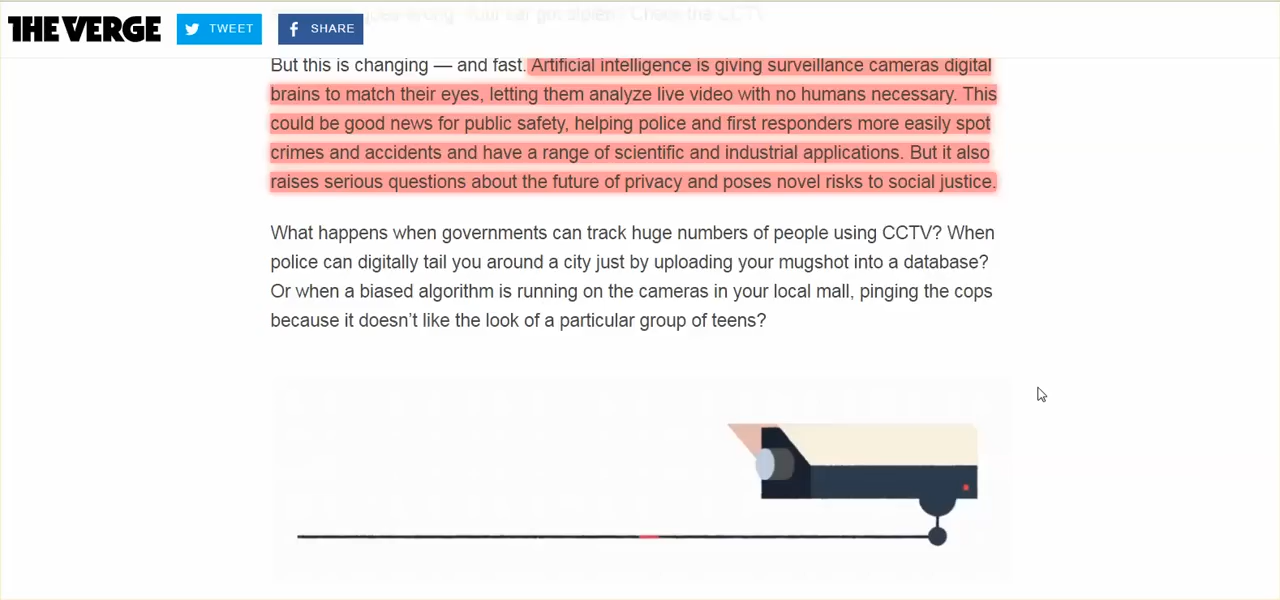 THE VERGE TWEET SHARE
But this is changing — and fast. Artificial intelligence is giving surveillance cameras digital
brains to match their eyes, letting them analyze live video with no humans necessary. This
could be good news for public safety, helping police and first responders more easily spot
crimes and accidents and have a range of scientific and industrial applications. But it also
raises serious questions about the future of privacy and poses novel risks to social justice.
What happens when governments can track huge numbers of people using CCTV? When
police can digitally tail you around a city just by uploading your mugshot into a database?
Or when a biased algorithm is running on the cameras in your local mall, pinging the cops
because it doesn’t like the look of a particular group of teens?